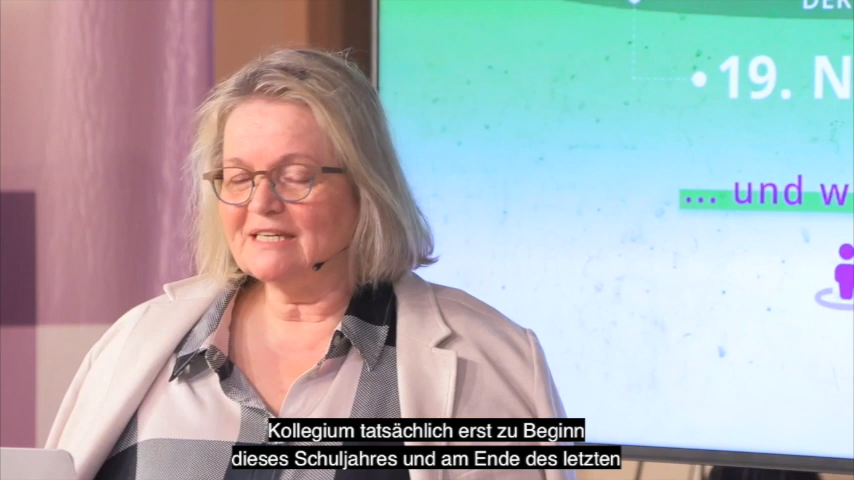 DER
19. N
... und w
Kollegium tatsächlich erst zu Beginn
dieses Schuljahres und am Ende des letzten